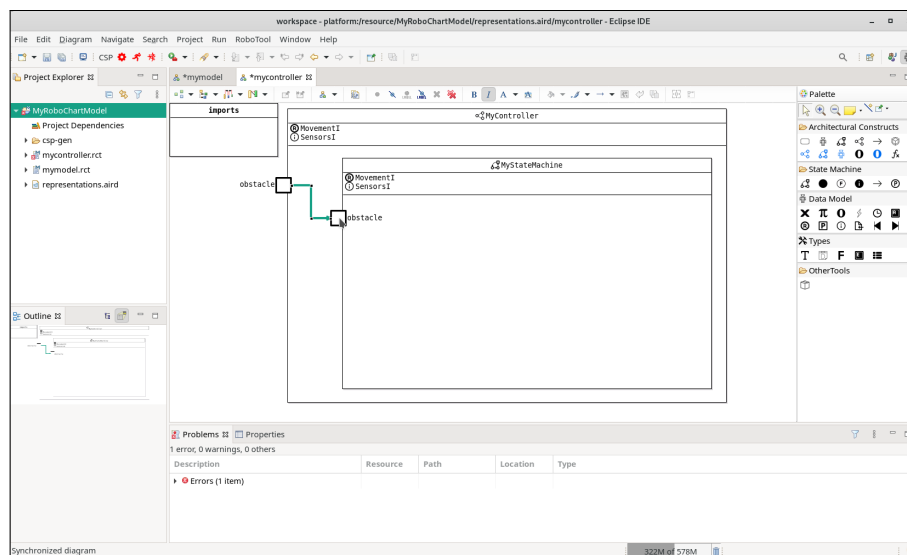 workspace - platform:/resource/MyRoboChartModel/representations.aird/mycontroller - Eclipse IDE
File Edit Diagram Navigate Search Project Run RoboTool Window Help
CSP
Project Explorer
*mymodel *mycontroller
B I A
MyRoboChartModel
Project Dependencies
csp-gen
mycontroller.rct
mymodel.rct
representations.aird
imports
MyController
MovementI
SensorsI
MyStateMachine
MovementI
SensorsI
obstacle
obstacle
Palette
Architectural Constructs
State Machine
Data Model
Types
OtherTools
Outline
Problems Properties
1 error, 0 warnings, 0 others
Description Resource Path Location Type
Errors (1 item)
Synchronized diagram
322M of 578M